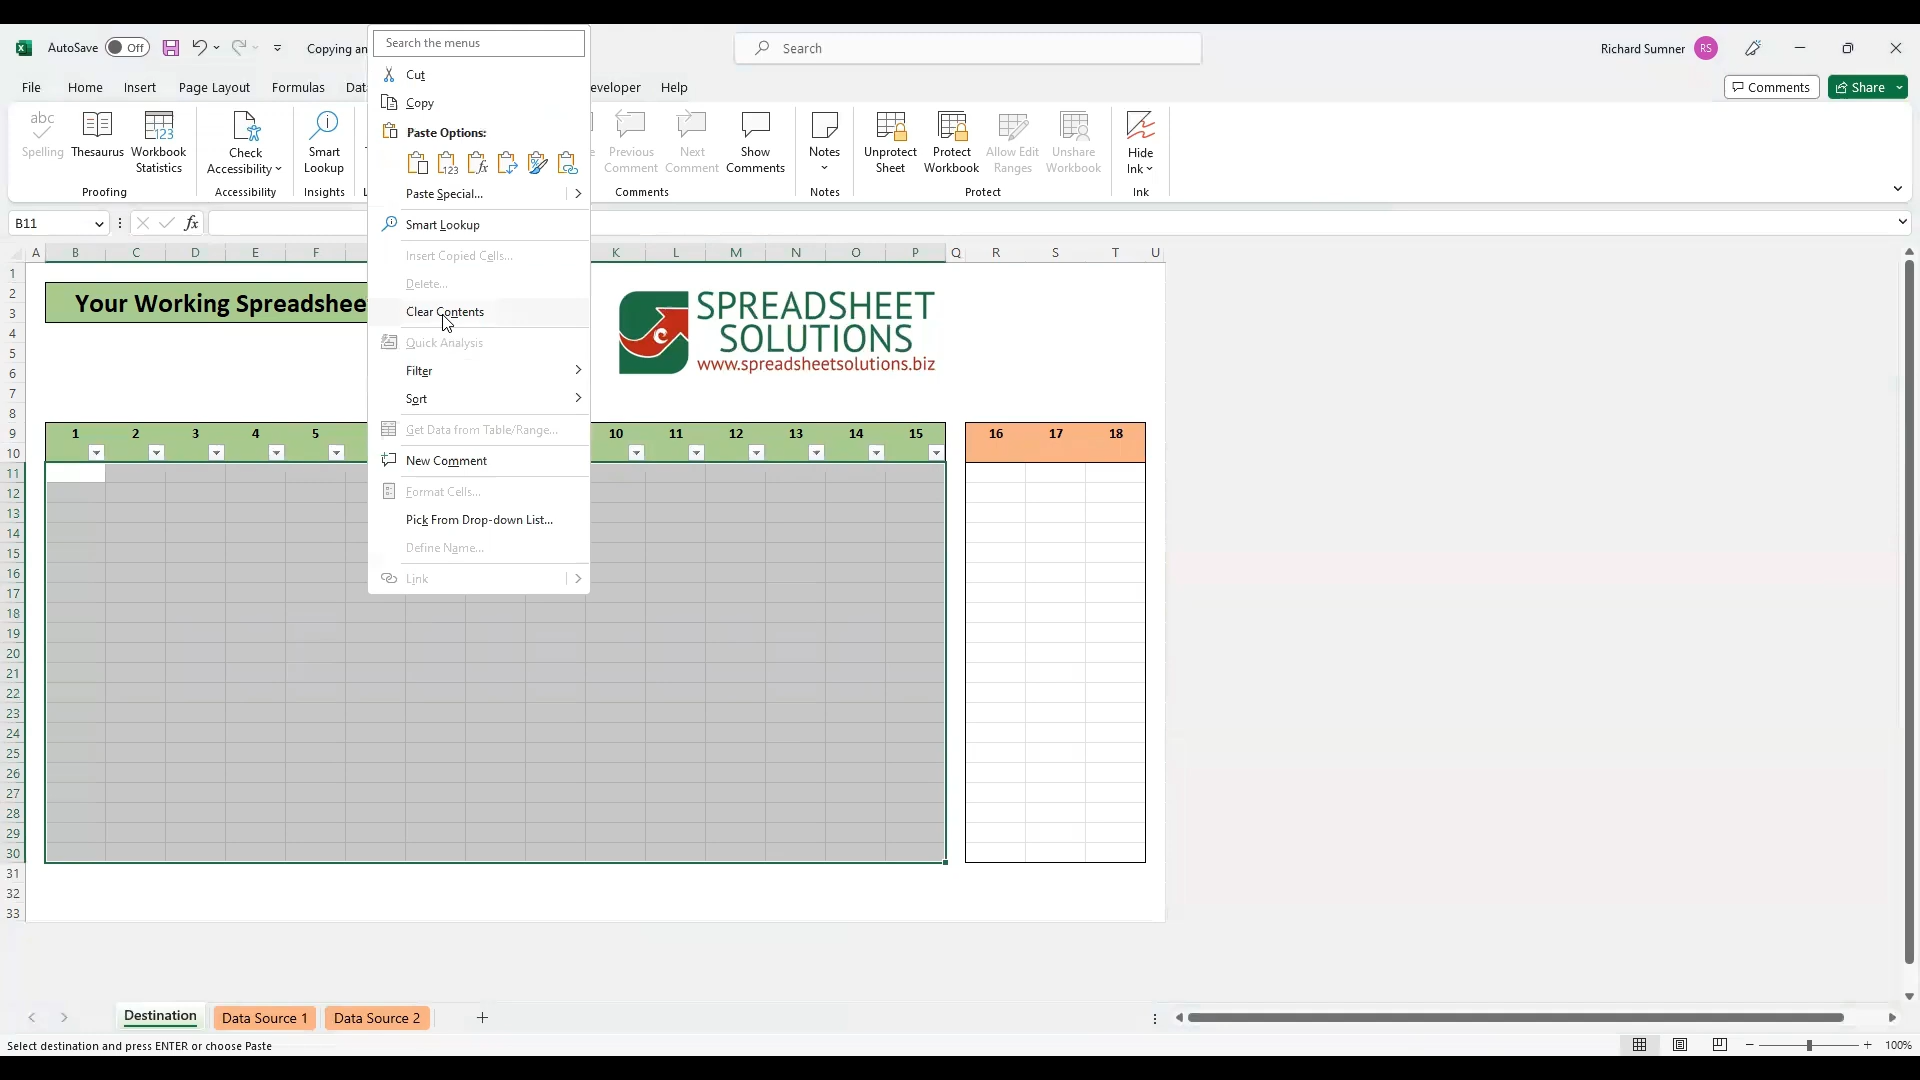 AutoSave Off Copying an Search Richard Sumner RS
File Home Insert Page Layout Formulas Dat eveloper Help Comments Share
abc
Spelling
Thesaurus
123
Workbook
Statistics
Proofing
Check
Accessibility
Accessibility
Smart
Lookup
Insights
Previous
Comment
Next
Comment
Show
Comments
Comments
Notes
Notes
Unprotect
Sheet
Protect
Workbook
Allow Edit
Ranges
Unshare
Workbook
Protect
Hide
Ink
Ink
B11 fx
Search the menus
Cut
Copy
Paste Options:
123 fx
Paste Special...
Smart Lookup
Insert Copied Cells...
Delete...
Clear Contents
Quick Analysis
Filter
Sort
Get Data from Table/Range...
New Comment
Format Cells...
Pick From Drop-down List...
Define Name...
Link
A B C D E F K L M N O P Q R S T U
1
2
3
4
5
6
7
8
9
10
11
12
13
14
15
16
17
18
19
20
21
22
23
24
25
26
27
28
29
30
31
32
33
Your Working Spreadshee
SPREADSHEET
SOLUTIONS
www.spreadsheetsolutions.biz
1 2 3 4 5 10 11 12 13 14 15 16 17 18
Destination Data Source 1 Data Source 2
Select destination and press ENTER or choose Paste 100%